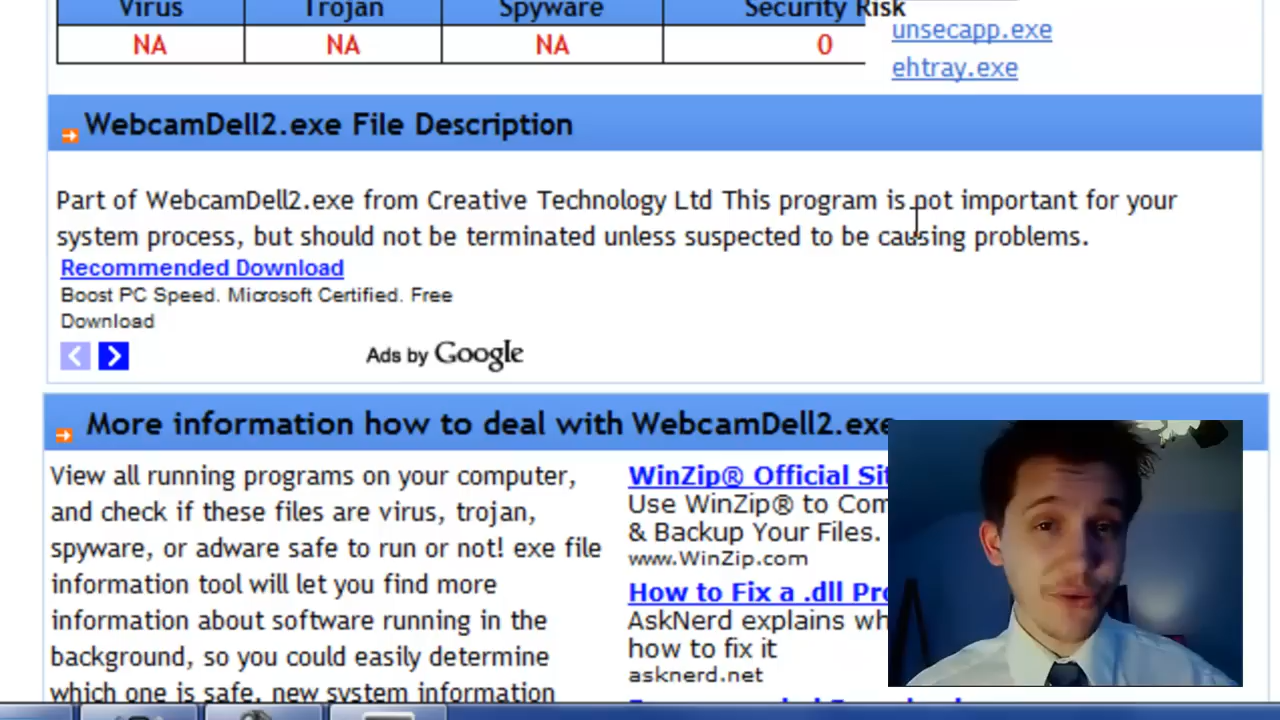 Virus Trojan Spyware Security Risk
NA NA NA 0
unsecapp.exe
ehtray.exe
WebcamDell2.exe File Description
Part of WebcamDell2.exe from Creative Technology Ltd This program is not important for your
system process, but should not be terminated unless suspected to be causing problems.
Recommended Download
Boost PC Speed. Microsoft Certified. Free
Download
Ads by Google
More information how to deal with WebcamDell2.exe
View all running programs on your computer,
and check if these files are virus, trojan,
spyware, or adware safe to run or not! exe file
information tool will let you find more
information about software running in the
background, so you could easily determine
which one is safe, new system information
WinZip® Official Sit
Use WinZip® to Com
& Backup Your Files.
www.WinZip.com
How to Fix a .dll Pro
AskNerd explains wh
how to fix it
asknerd.net